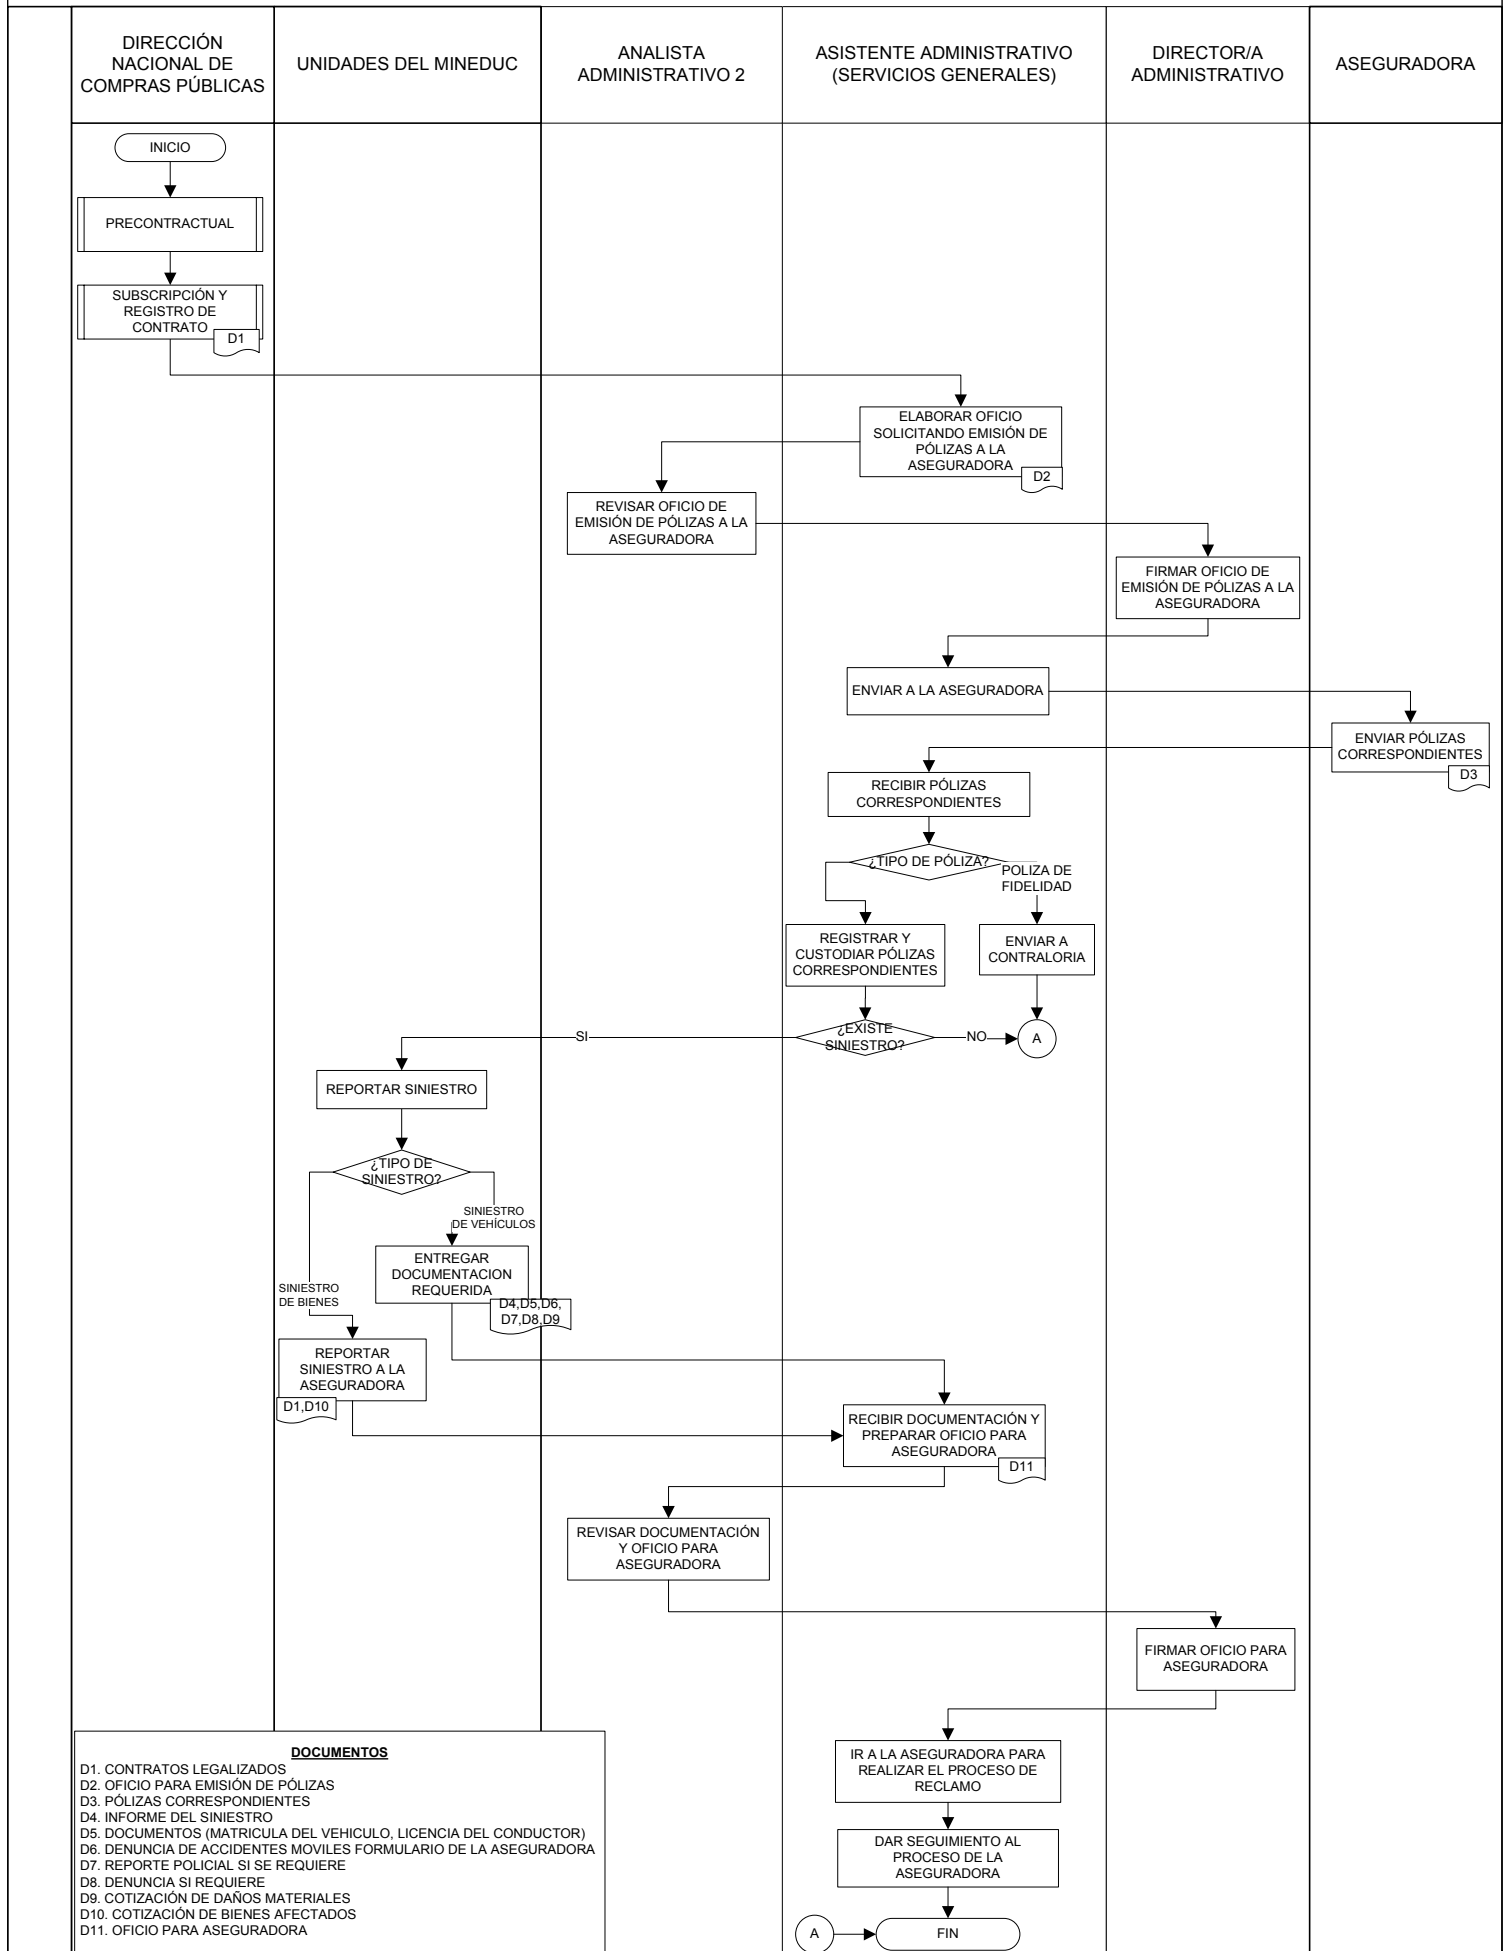 DIRECCIÓN
NACIONAL DE
COMPRAS PÚBLICAS
UNIDADES DEL MINEDUC
ANALISTA
ADMINISTRATIVO 2
ASISTENTE ADMINISTRATIVO
(SERVICIOS GENERALES)
DIRECTOR/A
ADMINISTRATIVO
ASEGURADORA
INICIO
PRECONTRACTUAL
SUBSCRIPCIÓN Y
REGISTRO DE
CONTRATO
D1
ELABORAR OFICIO
SOLICITANDO EMISIÓN DE
PÓLIZAS A LA
ASEGURADORA
D2
REVISAR OFICIO DE
EMISIÓN DE PÓLIZAS A LA
ASEGURADORA
FIRMAR OFICIO DE
EMISIÓN DE PÓLIZAS A LA
ASEGURADORA
ENVIAR A LA ASEGURADORA
ENVIAR PÓLIZAS
CORRESPONDIENTES
D3
RECIBIR PÓLIZAS
CORRESPONDIENTES
¿TIPO DE PÓLIZA?
POLIZA DE
FIDELIDAD
REGISTRAR Y
CUSTODIAR PÓLIZAS
CORRESPONDIENTES
ENVIAR A
CONTRALORIA
¿EXISTE
SINIESTRO?
SI
NO
A
REPORTAR SINIESTRO
¿TIPO DE
SINIESTRO?
SINIESTRO
DE VEHÍCULOS
ENTREGAR
DOCUMENTACION
REQUERIDA
D4,D5,D6,
D7,D8,D9
SINIESTRO
DE BIENES
REPORTAR
SINIESTRO A LA
ASEGURADORA
D1,D10
RECIBIR DOCUMENTACIÓN Y
PREPARAR OFICIO PARA
ASEGURADORA
D11
REVISAR DOCUMENTACIÓN
Y OFICIO PARA
ASEGURADORA
FIRMAR OFICIO PARA
ASEGURADORA
IR A LA ASEGURADORA PARA
REALIZAR EL PROCESO DE
RECLAMO
DAR SEGUIMIENTO AL
PROCESO DE LA
ASEGURADORA
A
FIN
DOCUMENTOS
D1. CONTRATOS LEGALIZADOS
D2. OFICIO PARA EMISIÓN DE PÓLIZAS
D3. PÓLIZAS CORRESPONDIENTES
D4. INFORME DEL SINIESTRO
D5. DOCUMENTOS (MATRICULA DEL VEHICULO, LICENCIA DEL CONDUCTOR)
D6. DENUNCIA DE ACCIDENTES MOVILES FORMULARIO DE LA ASEGURADORA
D7. REPORTE POLICIAL SI SE REQUIERE
D8. DENUNCIA SI REQUIERE
D9. COTIZACIÓN DE DAÑOS MATERIALES
D10. COTIZACIÓN DE BIENES AFECTADOS
D11. OFICIO PARA ASEGURADORA